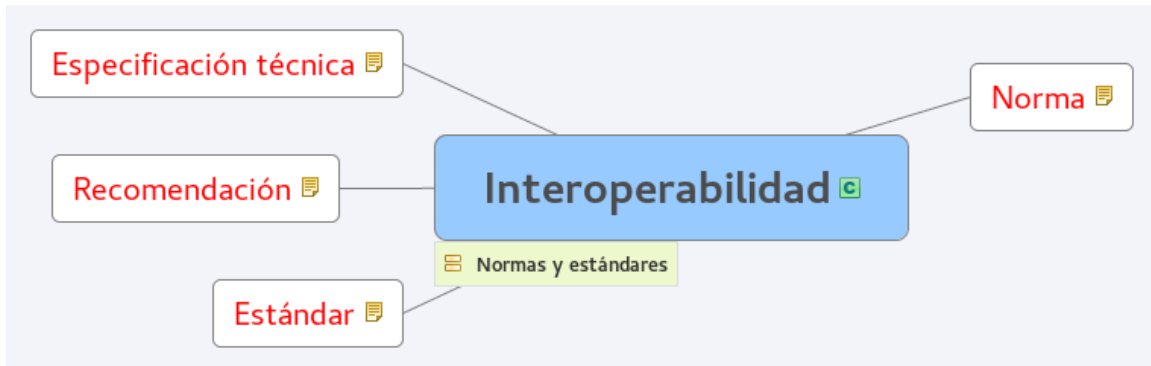 Especificación técnica
Norma
Recomendación
Interoperabilidad
C
Normas y estándares
Estándar